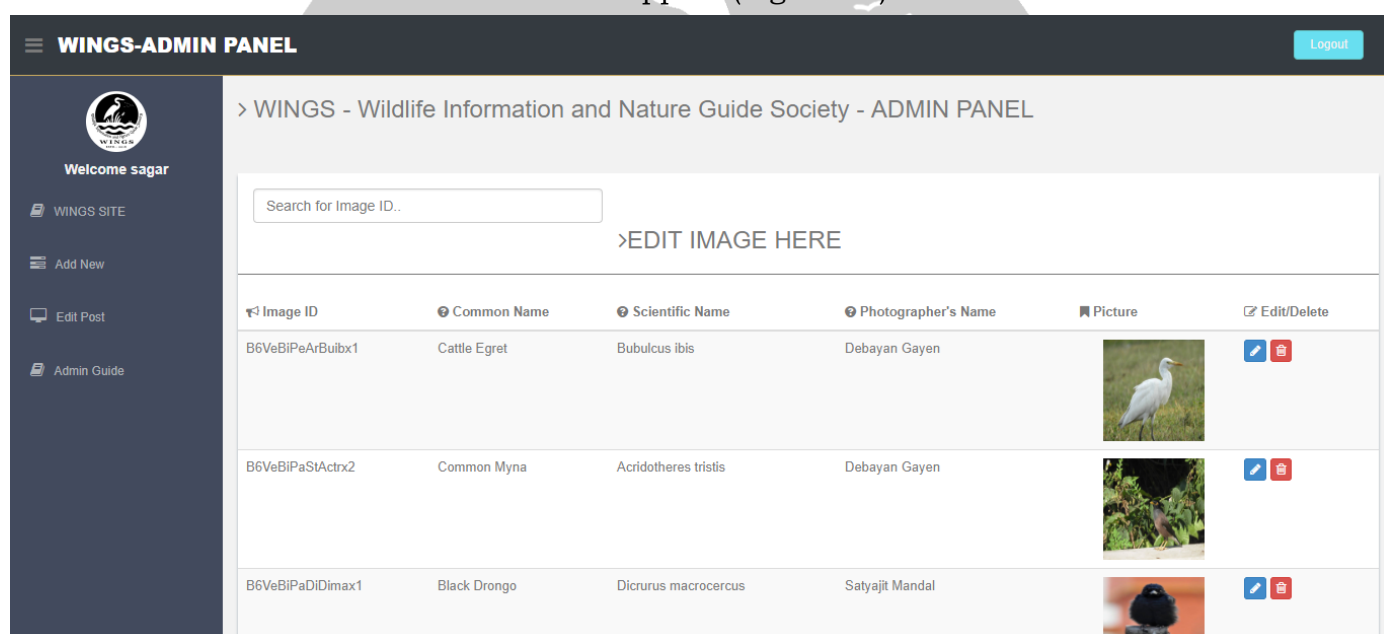 WINGS-ADMIN PANEL
Logout
WINGS
Welcome sagar
WINGS SITE
Add New
Edit Post
Admin Guide
> WINGS - Wildlife Information and Nature Guide Society - ADMIN PANEL
Search for Image ID..
>EDIT IMAGE HERE
Image ID Common Name Scientific Name Photographer's Name Picture Edit/Delete
B6VeBiPeArBuibx1 Cattle Egret Bubulcus ibis Debayan Gayen
B6VeBiPaStActrx2 Common Myna Acridotheres tristis Debayan Gayen
B6VeBiPaDiDimax1 Black Drongo Dicrurus macrocercus Satyajit Mandal